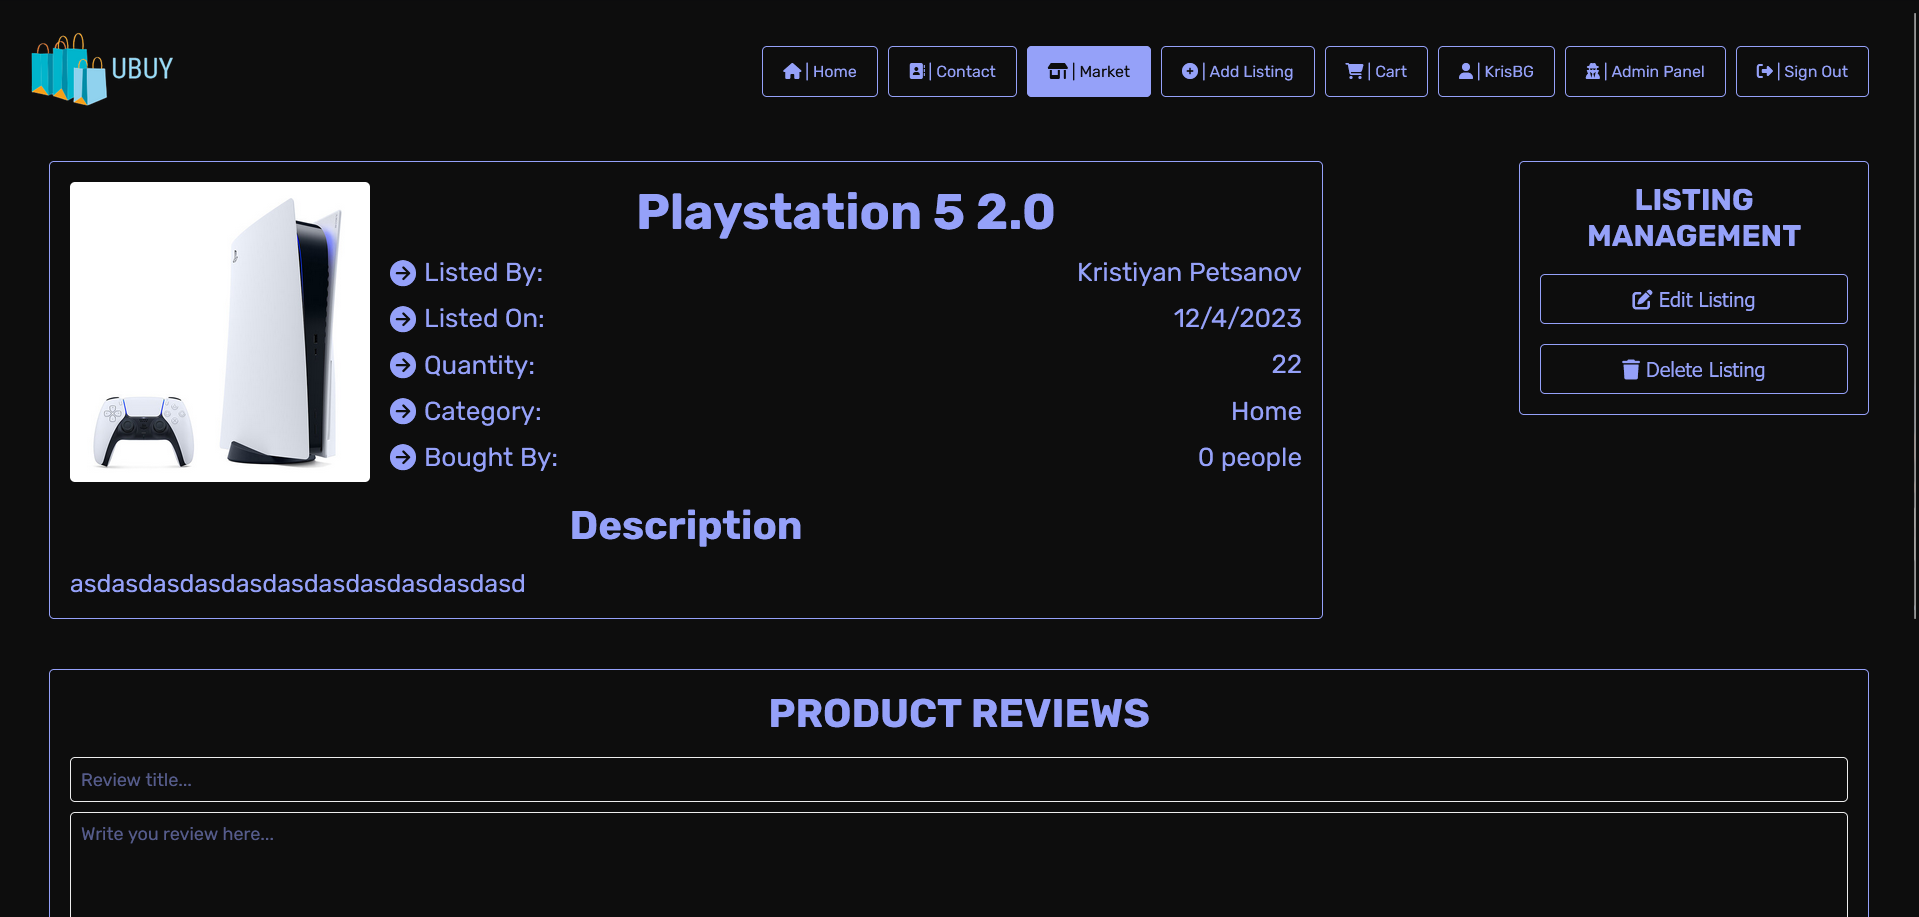 UBUY
| Home | Contact | Market | Add Listing | Cart | KrisBG | Admin Panel | Sign Out
Playstation 5 2.0
Listed By: Kristiyan Petsanov
Listed On: 12/4/2023
Quantity: 22
Category: Home
Bought By: 0 people
Description
asdasdasdasdasdasdasdasdasdasdasd
LISTING
MANAGEMENT
Edit Listing
Delete Listing
PRODUCT REVIEWS
Review title...
Write you review here...